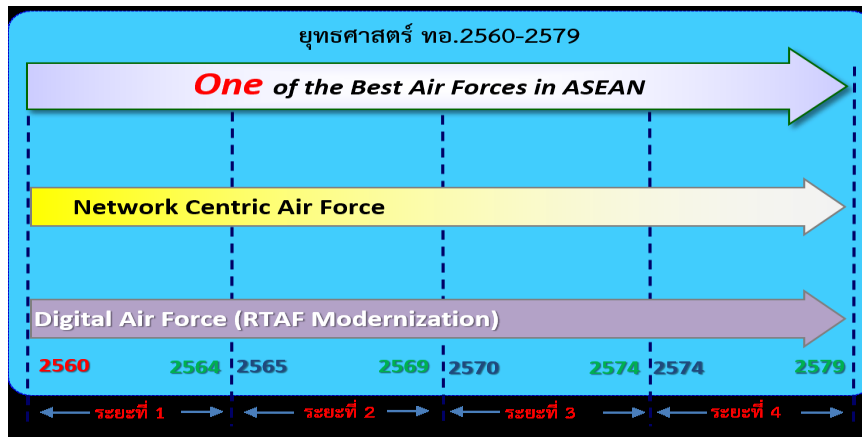 ยุทธศาสตร์ ทอ.2560-2579
One of the Best Air Forces in ASEAN
Network Centric Air Force
Digital Air Force (RTAF Modernization)
2560 2564 2565 2569 2570 2574 2574 2579
ระยะที่ 1 ระยะที่ 2 ระยะที่ 3 ระยะที่ 4